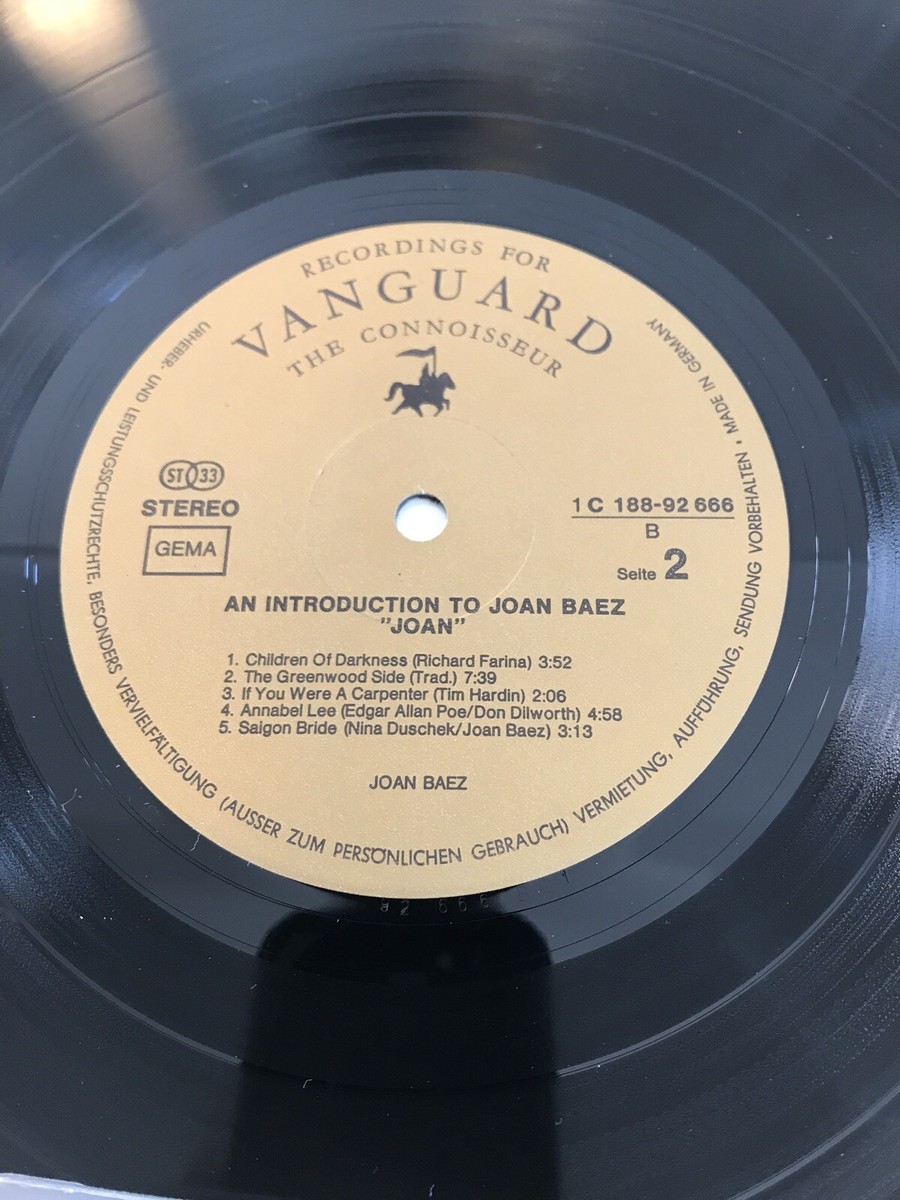 RECORDINGS FOR
VANGUARD
THE CONNOISSEUR
ST 33
STEREO
GEMA
1 C 188-92 666
B
Seite 2
AN INTRODUCTION TO JOAN BAEZ
"JOAN"
1. Children Of Darkness (Richard Farina) 3:52
2. The Greenwood Side (Trad.) 7:39
3. If You Were A Carpenter (Tim Hardin) 2:06
4. Annabel Lee (Edgar Allan Poe/Don Dilworth) 4:58
5. Saigon Bride (Nina Duschek/Joan Baez) 3:13
JOAN BAEZ
URHEBER- UND LEISTUNGSSCHUTZRECHTE, BESONDERS VERVIELFÄLTIGUNG (AUSSER ZUM PERSÖNLICHEN GEBRAUCH) VERMIETUNG, AUFFÜHRUNG, SENDUNG VORBEHALTEN • MADE IN GERMANY
92 666